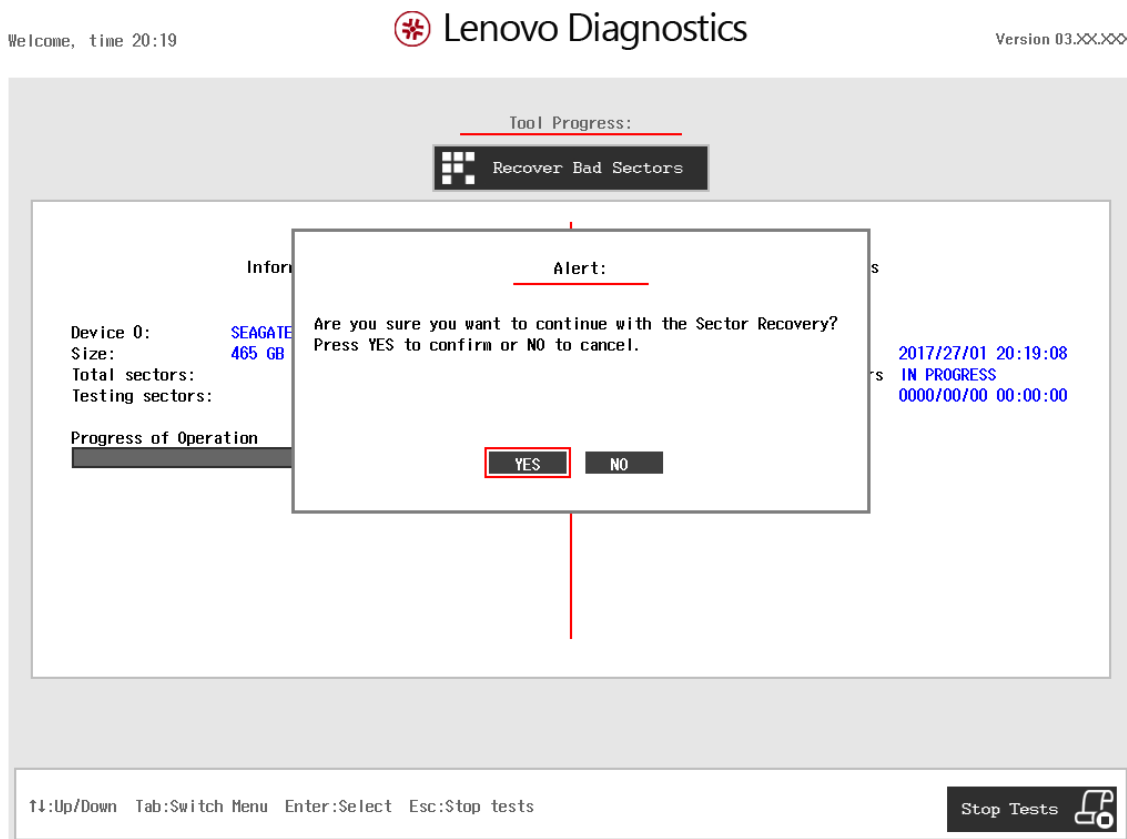 Welcome, time 20:19
Lenovo Diagnostics
Version 03.XX.XXX
Tool Progress:
Recover Bad Sectors
Alert:
Are you sure you want to continue with the Sector Recovery?
Press YES to confirm or NO to cancel.
YES NO
Device 0: SEAGATE
Size: 465 GB
Total sectors:
Testing sectors:
Progress of Operation
2017/27/01 20:19:08
IN PROGRESS
0000/00/00 00:00:00
↑↓:Up/Down Tab:Switch Menu Enter:Select Esc:Stop tests
Stop Tests